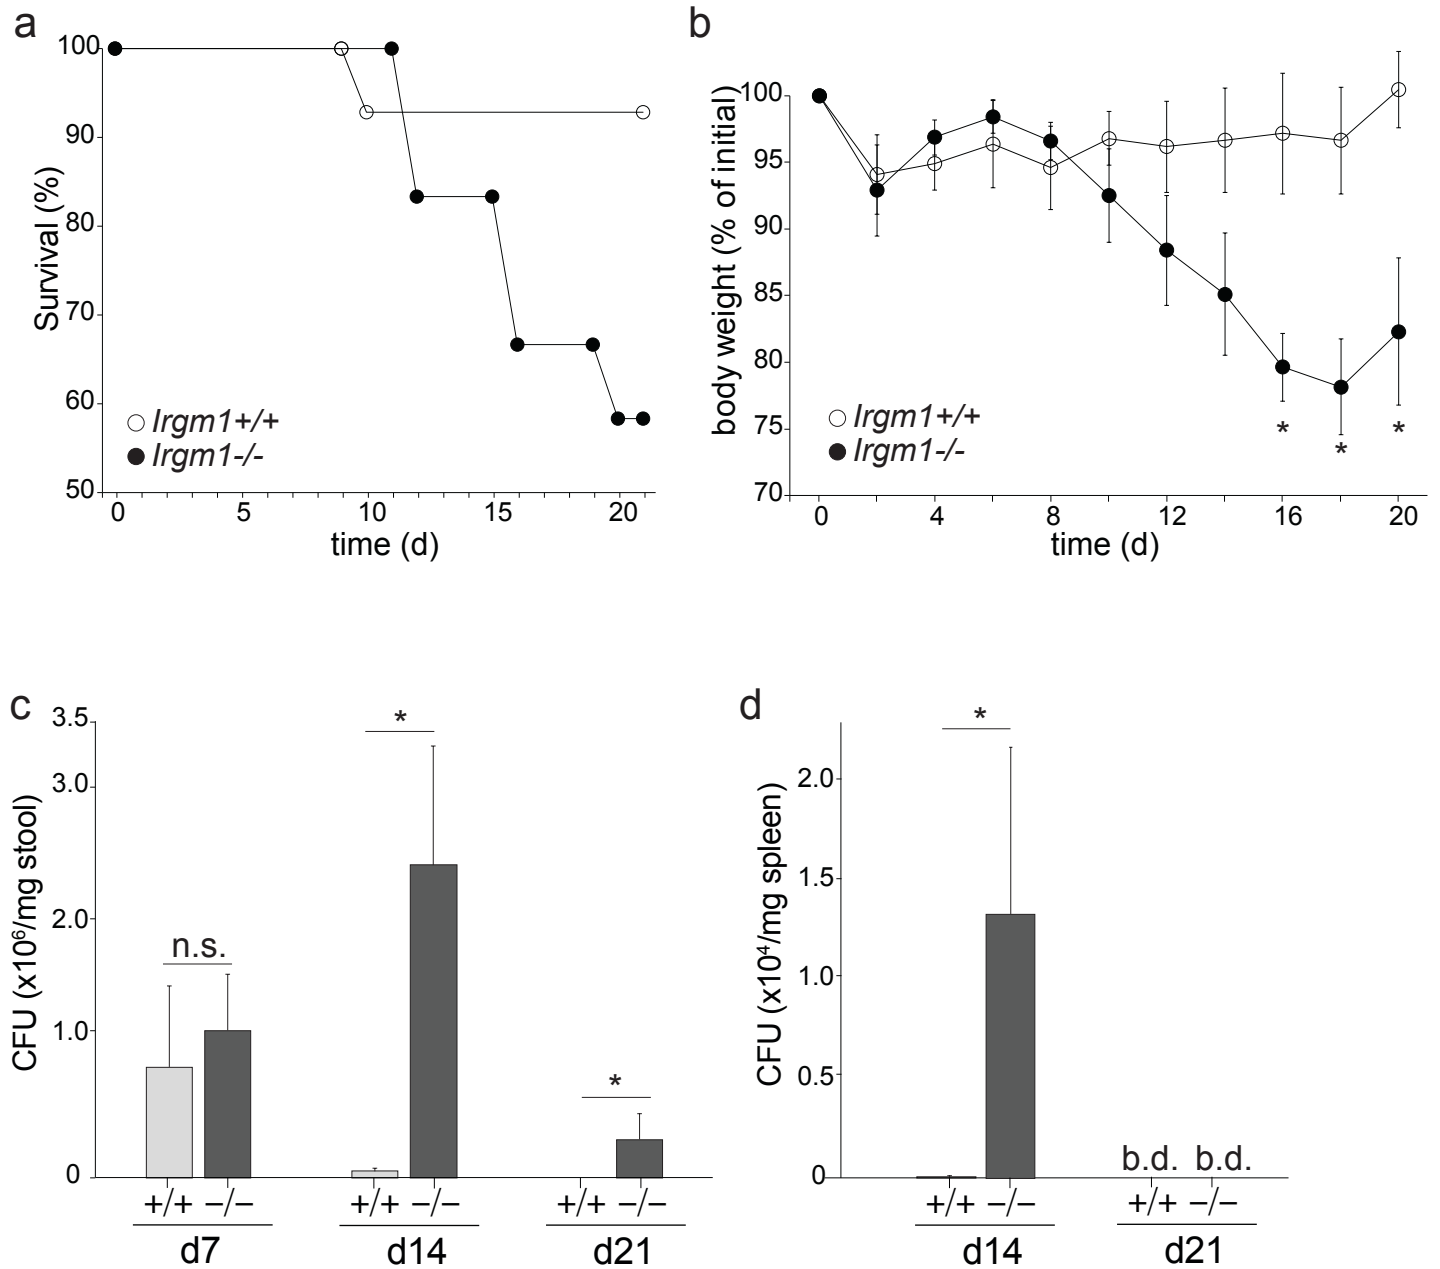 a
100
90
80
70
60
50
Survival (%)
Irgm1+/+
Irgm1-/-
0 5 10 15 20
time (d)
b
100
95
90
85
80
75
70
body weight (% of initial)
Irgm1+/+
Irgm1-/-
* * *
0 4 8 12 16 20
time (d)
c
3.5
3.0
2.0
1.0
0
CFU (x10⁶/mg stool)
n.s.
*
*
+/+ –/– +/+ –/– +/+ –/–
d7 d14 d21
d
2.0
1.5
1.0
0.5
0
CFU (x10⁴/mg spleen)
*
b.d. b.d.
+/+ –/– +/+ –/–
d14 d21